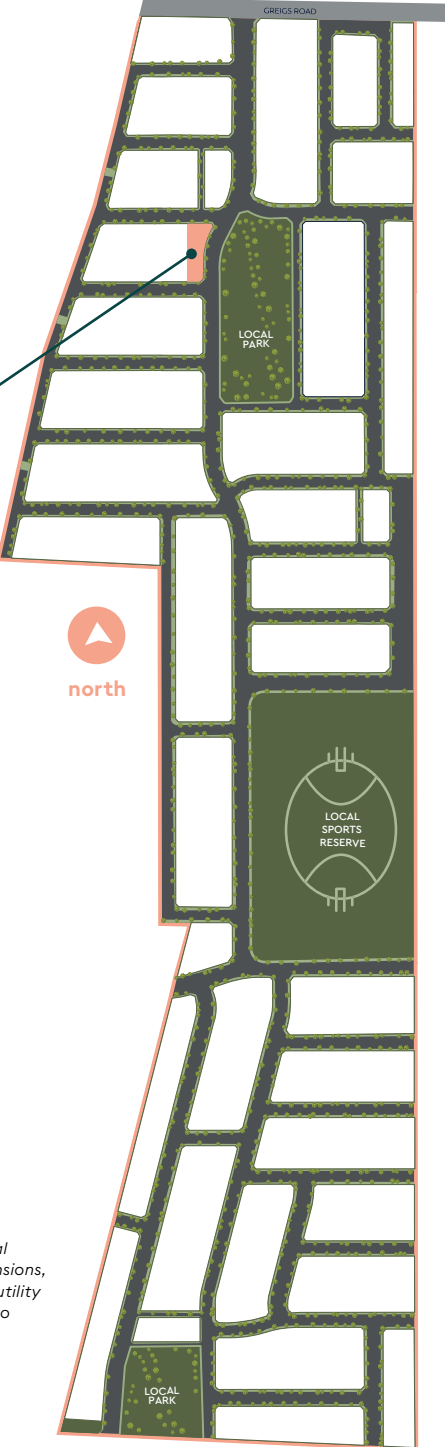 GREIGS ROAD
LOCAL
PARK
north
LOCAL
SPORTS
RESERVE
al
nsions,
utility
o
LOCAL
PARK